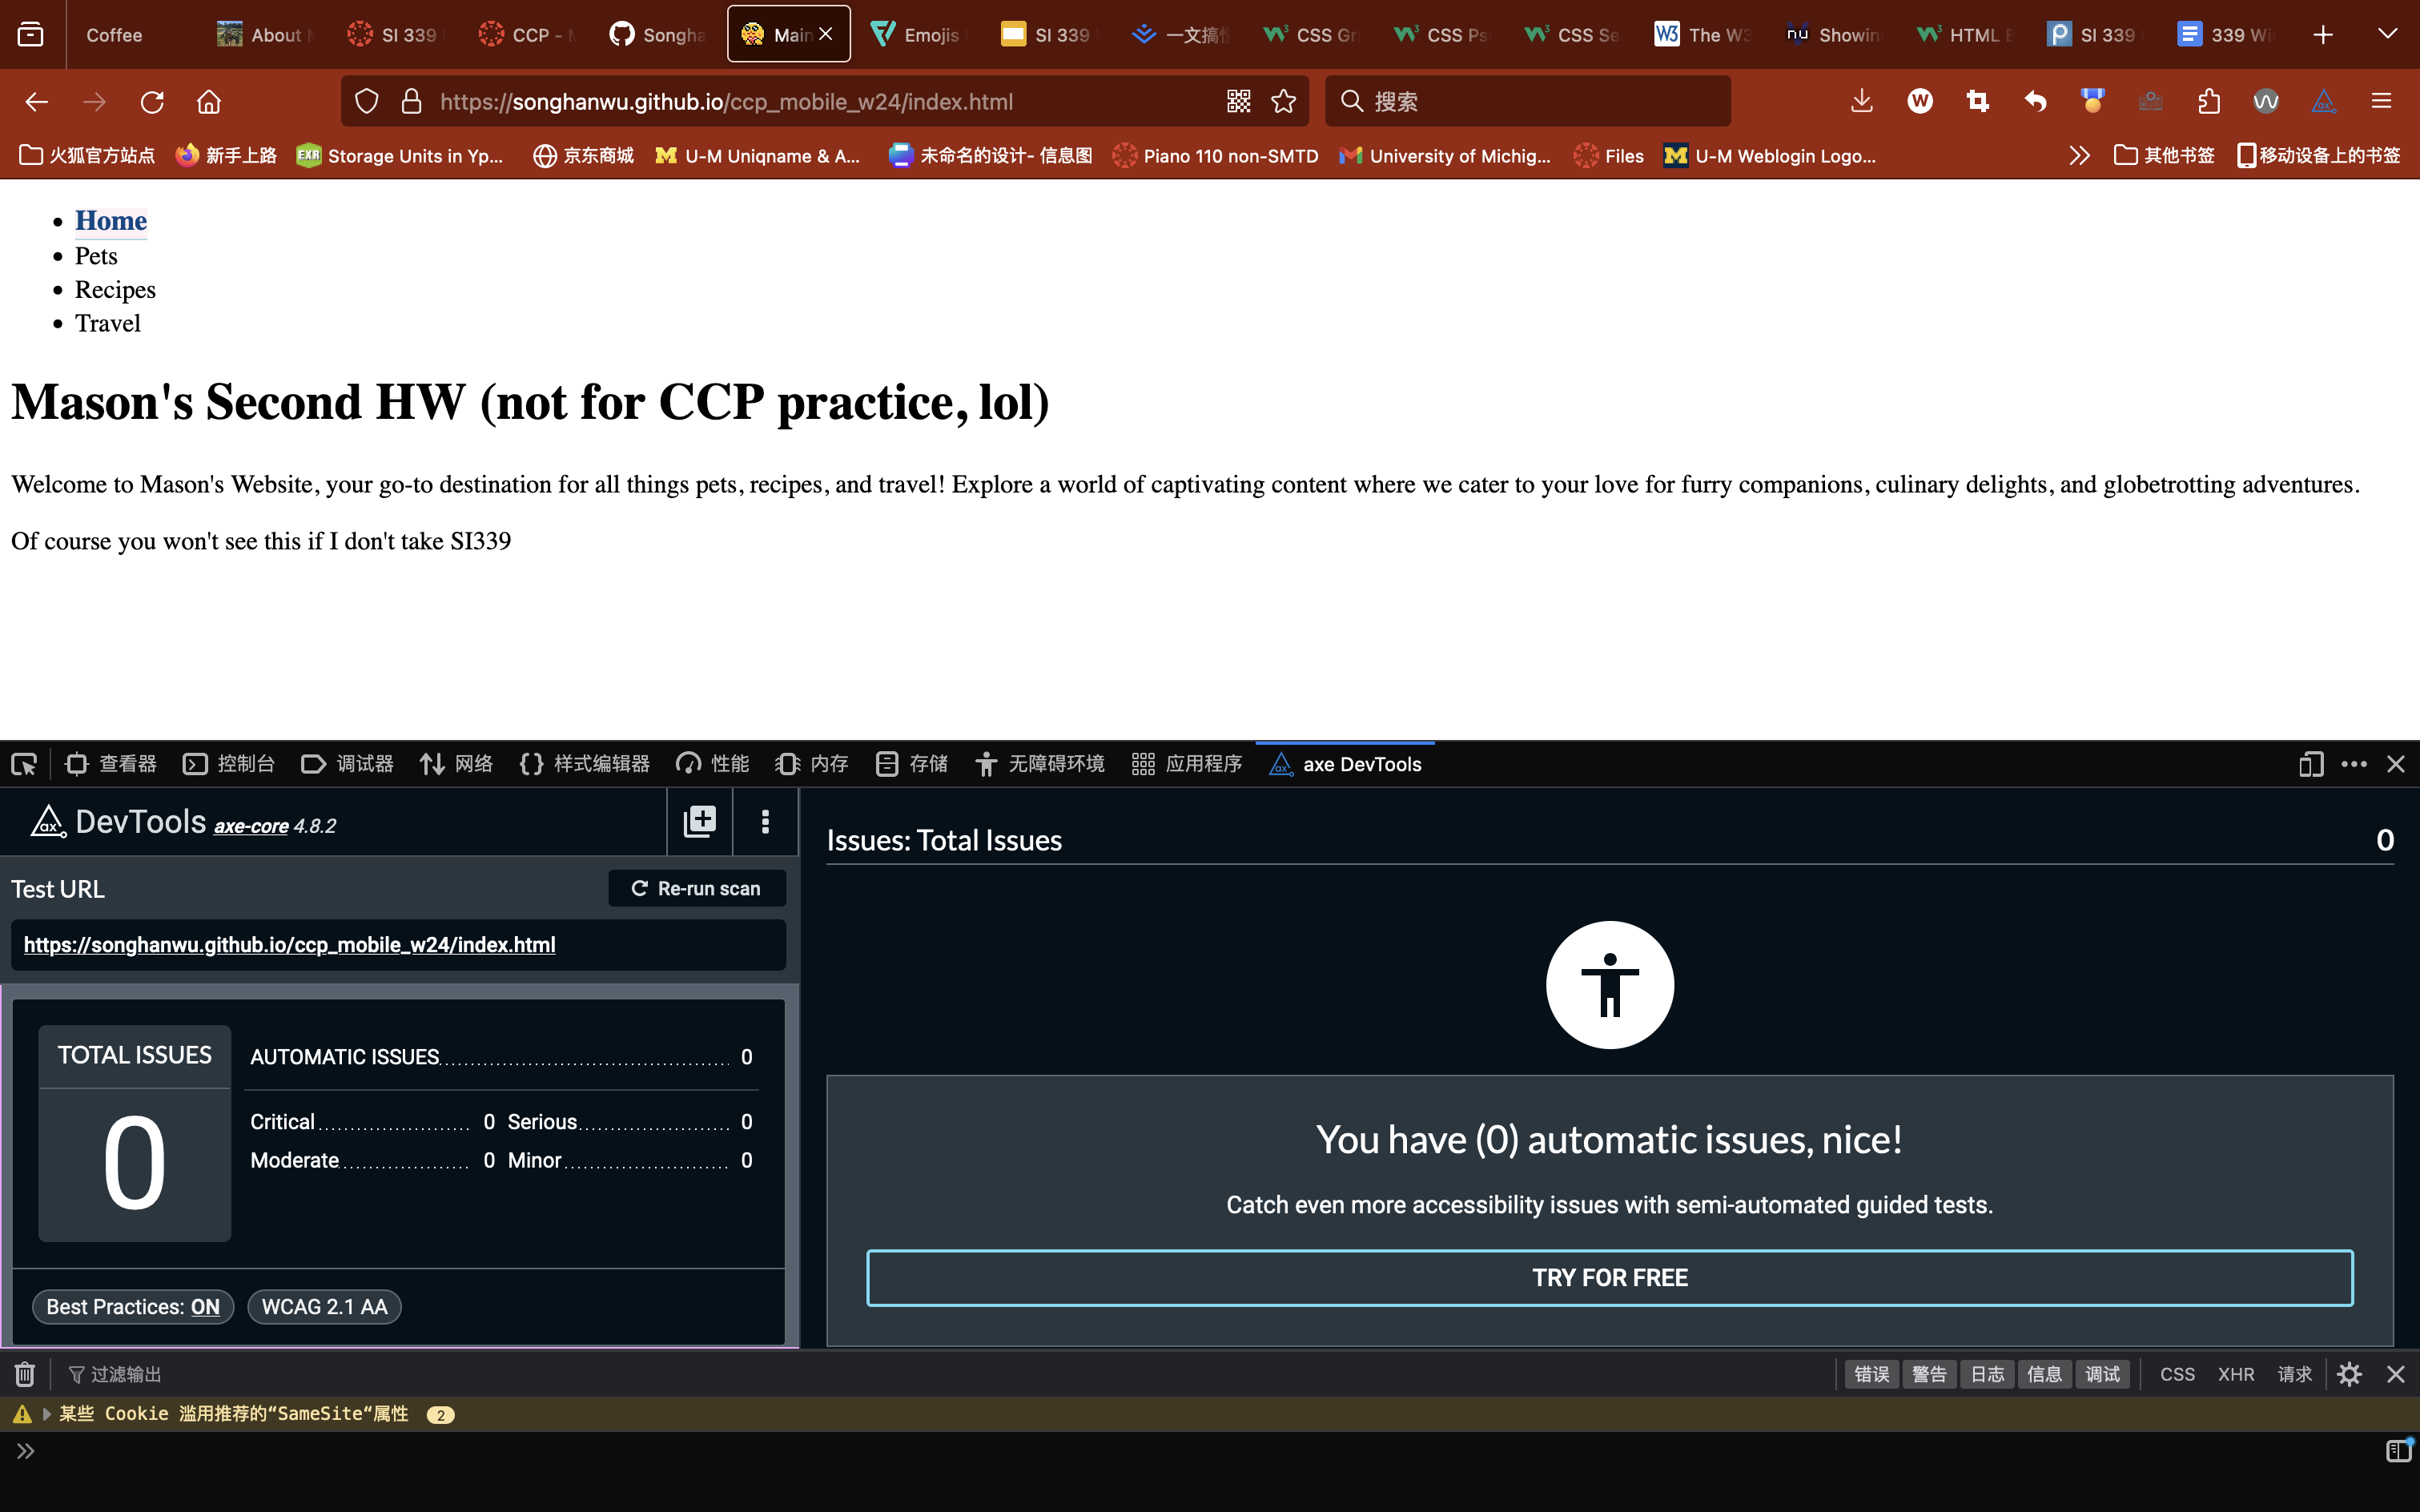 Coffee
About
SI 339
CCP -
Songha
Main
Emojis
SI 339
一文搞
CSS Gr
CSS Ps
CSS Se
The W3
Showin
HTML E
SI 339
339 Wi
https://songhanwu.github.io/ccp_mobile_w24/index.html
搜索
火狐官方站点
新手上路
Storage Units in Yp...
京东商城
U-M Uniqname & A...
未命名的设计- 信息图
Piano 110 non-SMTD
University of Michig...
Files
U-M Weblogin Logo...
其他书签
移动设备上的书签
Home
Pets
Recipes
Travel
Mason's Second HW (not for CCP practice, lol)
Welcome to Mason's Website, your go-to destination for all things pets, recipes, and travel! Explore a world of captivating content where we cater to your love for furry companions, culinary delights, and globetrotting adventures.
Of course you won't see this if I don't take SI339
查看器
控制台
调试器
网络
样式编辑器
性能
内存
存储
无障碍环境
应用程序
axe DevTools
DevTools axe-core 4.8.2
Test URL
Re-run scan
https://songhanwu.github.io/ccp_mobile_w24/index.html
TOTAL ISSUES
0
AUTOMATIC ISSUES 0
Critical 0 Serious 0
Moderate 0 Minor 0
Best Practices: ON
WCAG 2.1 AA
Issues: Total Issues 0
You have (0) automatic issues, nice!
Catch even more accessibility issues with semi-automated guided tests.
TRY FOR FREE
过滤输出
错误
警告
日志
信息
调试
CSS
XHR
请求
某些 Cookie 滥用推荐的“SameSite“属性 2